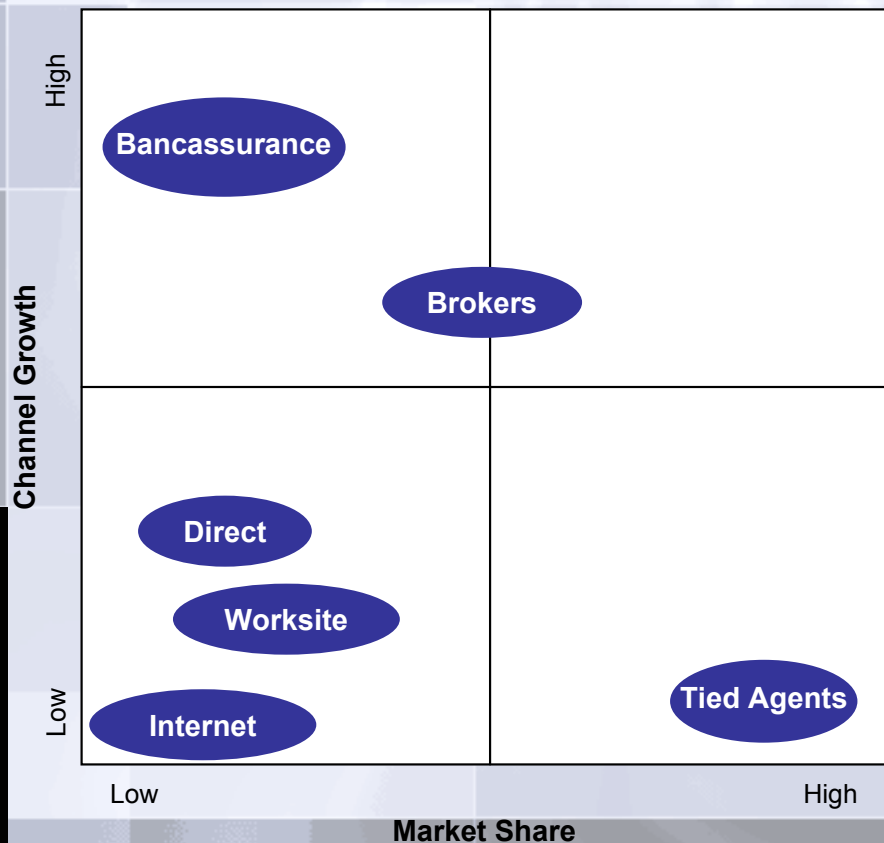 High
Bancassurance
Brokers
Channel Growth
Direct
Worksite
Tied Agents
Internet
Low
Low
High
Market Share